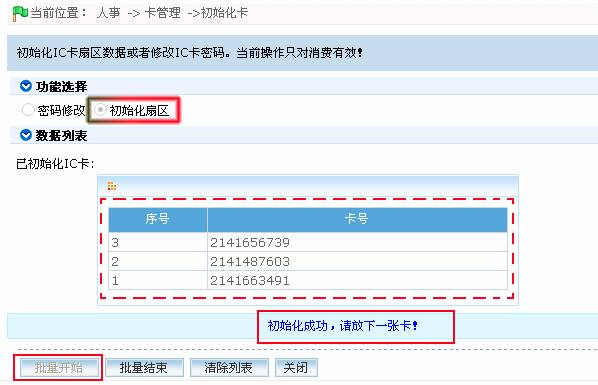 当前位置： 人事 -> 卡管理 ->初始化卡
初始化IC卡扇区数据或者修改IC卡密码。当前操作只对消费有效！
功能选择
密码修改 初始化扇区
数据列表
已初始化IC卡：
序号 卡号
3 2141656739
2 2141487603
1 2141663491
初始化成功，请放下一张卡！
批量开始 批量结束 清除列表 关闭